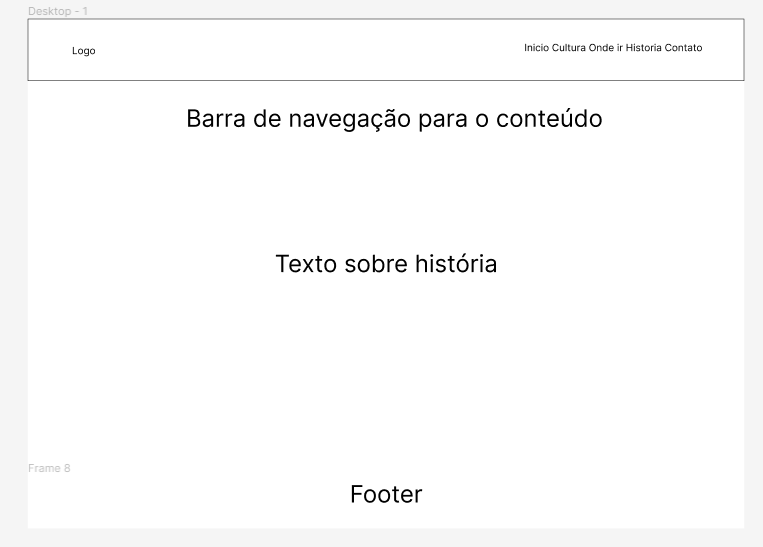 Desktop - 1
Logo
Inicio Cultura Onde ir Historia Contato
Barra de navegação para o conteúdo
Texto sobre história
Frame 8
Footer